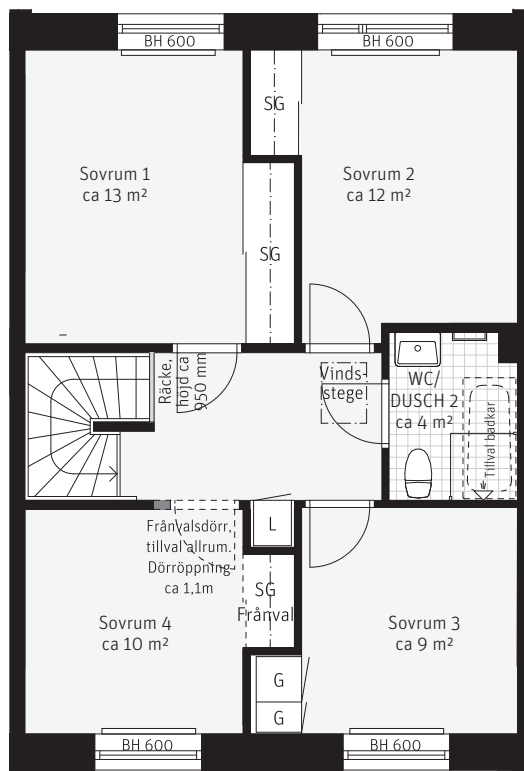 BH 600
BH 600
SG
Sovrum 1
ca 13 m²
Sovrum 2
ca 12 m²
SG
Räcke,
höjd ca
950 mm
Vinds-
stege
WC/
DUSCH 2
ca 4 m²
Tillval badkar
L
Frånvalsdörr,
tillval allrum.
Dörröppning
ca 1,1m
SG
Frånval
Sovrum 4
ca 10 m²
Sovrum 3
ca 9 m²
G
G
BH 600
BH 600